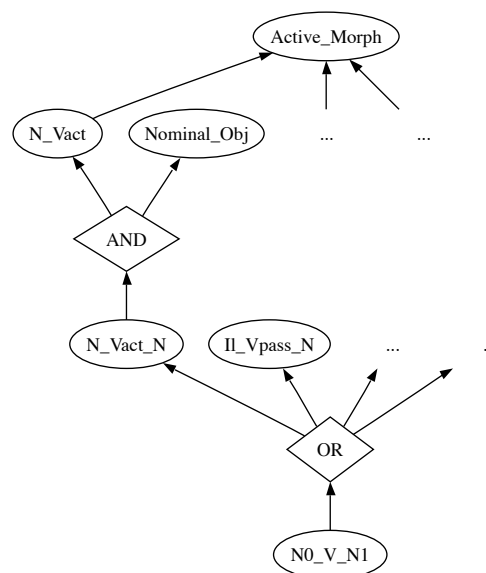 Active_Morph
N_Vact
Nominal_Obj
...
...
AND
N_Vact_N
Il_Vpass_N
...
.
OR
N0_V_N1